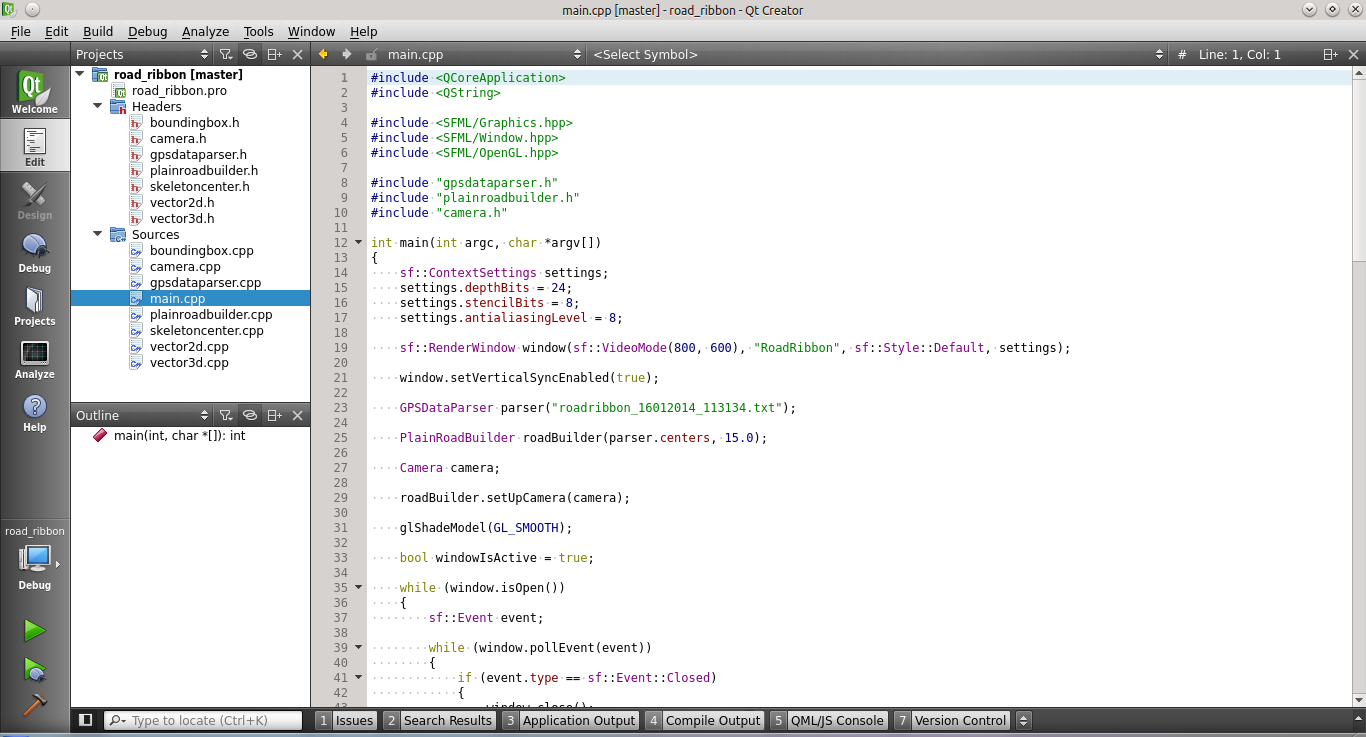 main.cpp [master] - road_ribbon - Qt Creator
File Edit Build Debug Analyze Tools Window Help
Projects
main.cpp
<Select Symbol>
# Line: 1, Col: 1
Welcome
Edit
Design
Debug
Projects
Analyze
Help
road_ribbon
Debug
road_ribbon [master]
road_ribbon.pro
Headers
boundingbox.h
camera.h
gpsdataparser.h
plainroadbuilder.h
skeletoncenter.h
vector2d.h
vector3d.h
Sources
boundingbox.cpp
camera.cpp
gpsdataparser.cpp
main.cpp
plainroadbuilder.cpp
skeletoncenter.cpp
vector2d.cpp
vector3d.cpp
Outline
main(int, char *[]): int
1 #include <QCoreApplication>
2 #include <QString>
3
4 #include <SFML/Graphics.hpp>
5 #include <SFML/Window.hpp>
6 #include <SFML/OpenGL.hpp>
7
8 #include "gpsdataparser.h"
9 #include "plainroadbuilder.h"
10 #include "camera.h"
11
12 int main(int argc, char *argv[])
13 {
14     sf::ContextSettings settings;
15     settings.depthBits = 24;
16     settings.stencilBits = 8;
17     settings.antialiasingLevel = 8;
18
19     sf::RenderWindow window(sf::VideoMode(800, 600), "RoadRibbon", sf::Style::Default, settings);
20
21     window.setVerticalSyncEnabled(true);
22
23     GPSDataParser parser("roadribbon_16012014_113134.txt");
24
25     PlainRoadBuilder roadBuilder(parser.centers, 15.0);
26
27     Camera camera;
28
29     roadBuilder.setUpCamera(camera);
30
31     glShadeModel(GL_SMOOTH);
32
33     bool windowIsActive = true;
34
35     while (window.isOpen())
36     {
37         sf::Event event;
38
39         while (window.pollEvent(event))
40         {
41             if (event.type == sf::Event::Closed)
42             {
43                 window.close();
Type to locate (Ctrl+K)
1 Issues
2 Search Results
3 Application Output
4 Compile Output
5 QML/JS Console
7 Version Control